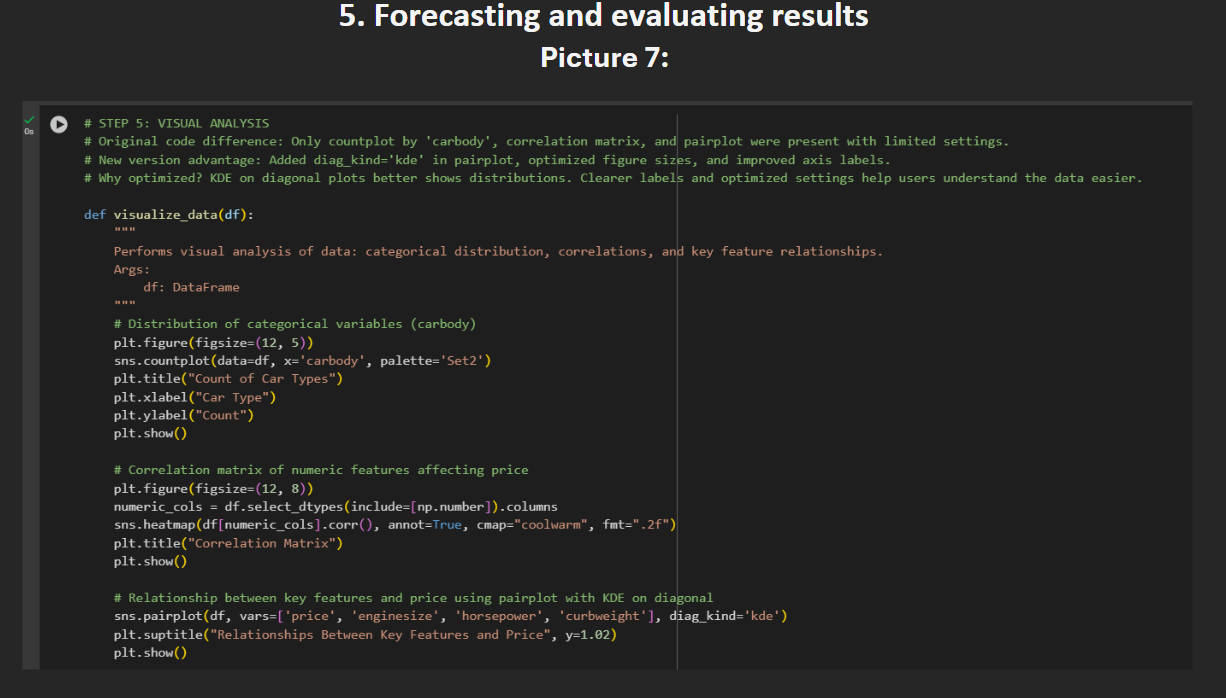 5. Forecasting and evaluating results
Picture 7:
0s
# STEP 5: VISUAL ANALYSIS
# Original code difference: Only countplot by 'carbody', correlation matrix, and pairplot were present with limited settings.
# New version advantage: Added diag_kind='kde' in pairplot, optimized figure sizes, and improved axis labels.
# Why optimized? KDE on diagonal plots better shows distributions. Clearer labels and optimized settings help users understand the data easier.
def visualize_data(df):
    """
    Performs visual analysis of data: categorical distribution, correlations, and key feature relationships.
    Args:
        df: DataFrame
    """
    # Distribution of categorical variables (carbody)
    plt.figure(figsize=(12, 5))
    sns.countplot(data=df, x='carbody', palette='Set2')
    plt.title("Count of Car Types")
    plt.xlabel("Car Type")
    plt.ylabel("Count")
    plt.show()
    # Correlation matrix of numeric features affecting price
    plt.figure(figsize=(12, 8))
    numeric_cols = df.select_dtypes(include=[np.number]).columns
    sns.heatmap(df[numeric_cols].corr(), annot=True, cmap="coolwarm", fmt=".2f")
    plt.title("Correlation Matrix")
    plt.show()
    # Relationship between key features and price using pairplot with KDE on diagonal
    sns.pairplot(df, vars=['price', 'enginesize', 'horsepower', 'curbweight'], diag_kind='kde')
    plt.suptitle("Relationships Between Key Features and Price", y=1.02)
    plt.show()